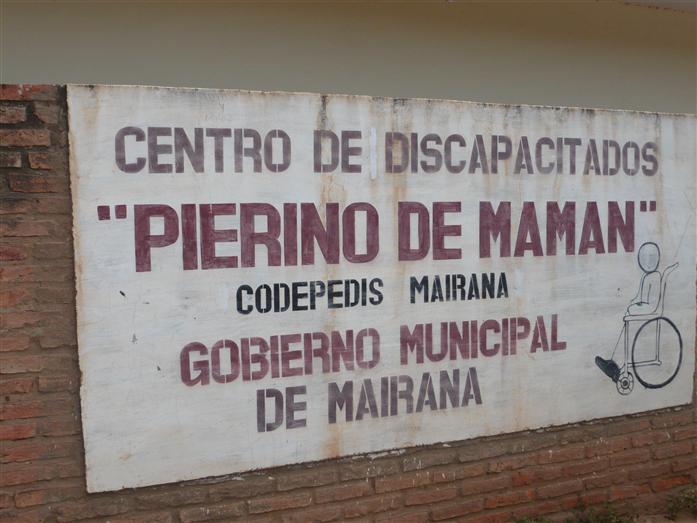 CENTRO DE DISCAPACITADOS
"PIERINO DE MAMAN"
CODEPEDIS MAIRANA
GOBIERNO MUNICIPAL
DE MAIRANA